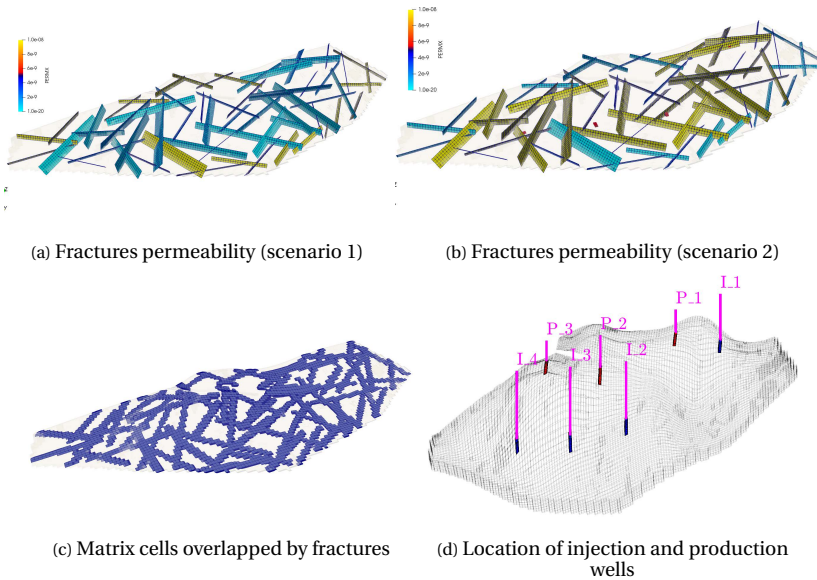 1.0e-08
8e-9
6e-9
4e-9
1.0e-20
PERMX
1.0e-08
8e-9
6e-9
4e-9
1.0e-20
PERMX
Z
y
(a) Fractures permeability (scenario 1)
(b) Fractures permeability (scenario 2)
I_1
P_1
P_2
P_3
I_2
I_3
I_4
(c) Matrix cells overlapped by fractures
(d) Location of injection and production
wells